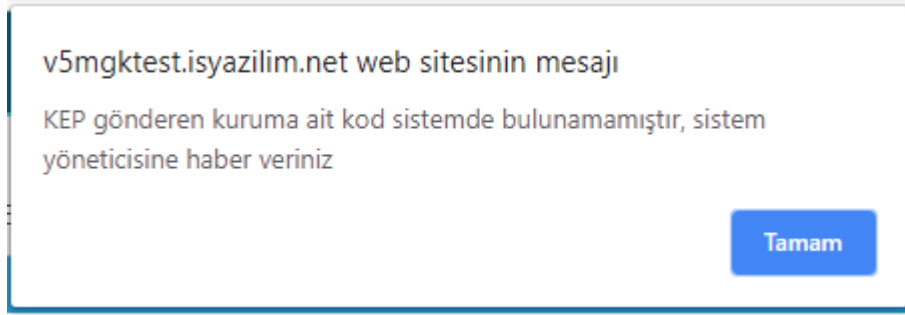 v5mgktest.isyazilim.net web sitesinin mesajı
KEP gönderen kuruma ait kod sistemde bulunamamıştır, sistem
yöneticisine haber veriniz
Tamam